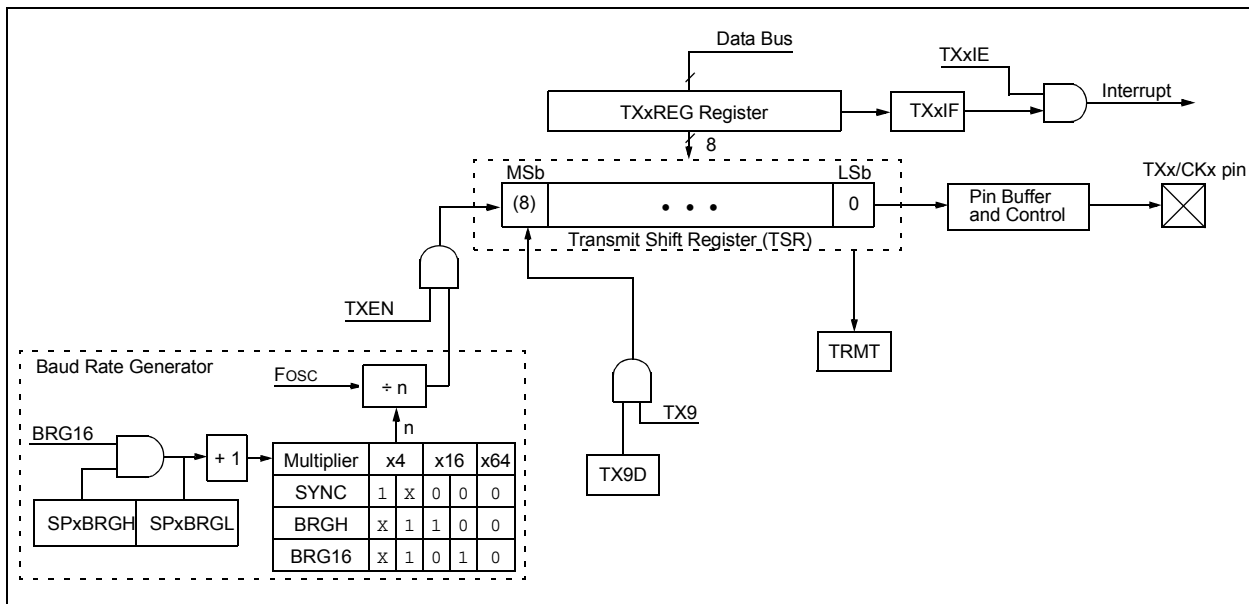 Data Bus
TXxIE
Interrupt
TXxREG Register
TXxIF
8
MSb
LSb
TXx/CKx pin
(8)
• • •
0
Pin Buffer
and Control
Transmit Shift Register (TSR)
TXEN
TRMT
Baud Rate Generator
FOSC
÷ n
TX9
n
BRG16
+ 1
Multiplier x4 x16 x64
SYNC 1 X 0 0 0
BRGH X 1 1 0 0
BRG16 X 1 0 1 0
SPxBRGH SPxBRGL
TX9D